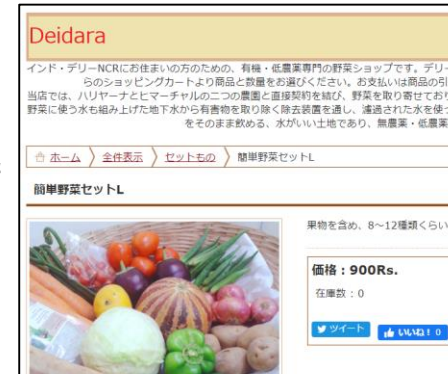 Deidara
インド・デリーNCRにお住まいの方のための、有機・低農薬専門の野菜ショップです。デリー
らのショッピングカートより商品と数量をお選びください。お支払いは商品の引
当店では、ハリヤーナとヒマーチャルの二つの農園と直接契約を結び、野菜を取り寄せており
野菜に使う水も組み上げた地下水から有害物を取り除く除去装置を通し、濾過された水を使っ
をそのまま飲める、水がいい土地であり、無農薬・低農薬
ホーム 〉 全件表示 〉 セットもの 〉 簡単野菜セットL
簡単野菜セットL
果物を含め、8～12種類くらい
価格：900Rs.
在庫数：0
ツイート いいね！ 0